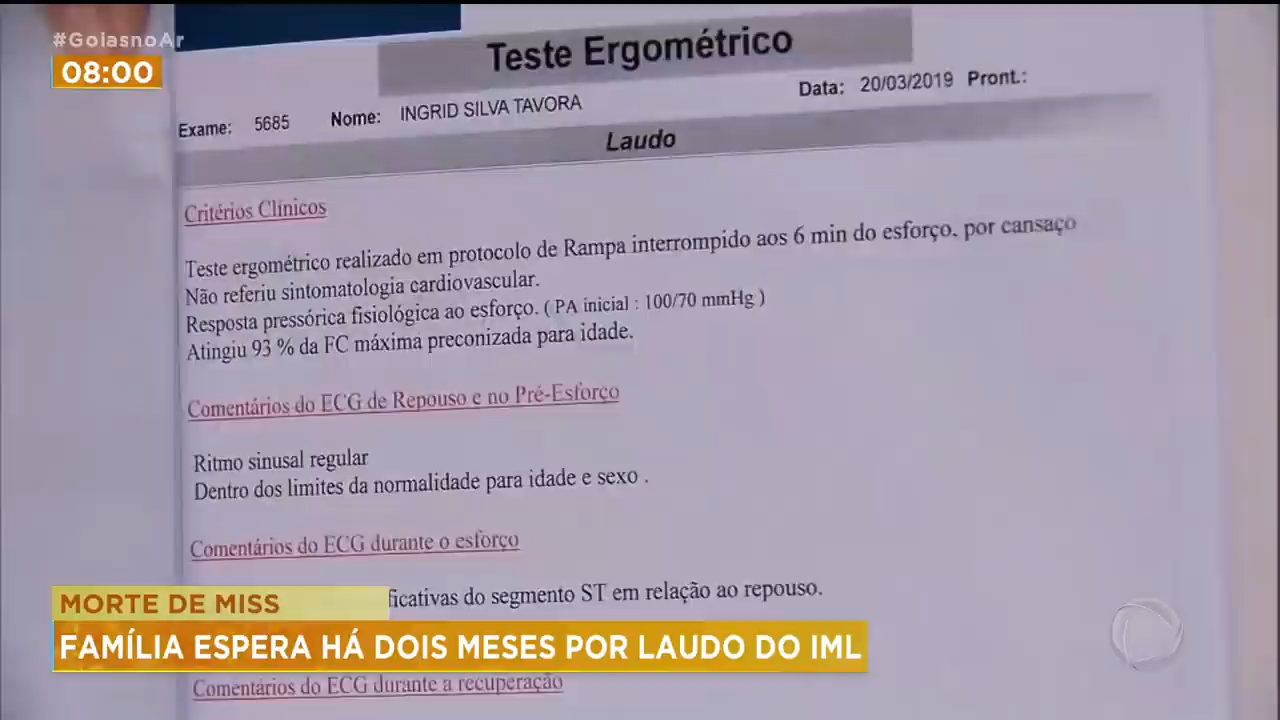 #GoiasnoAr
08:00
Teste Ergométrico
Data: 20/03/2019 Pront.:
Exame: 5685 Nome: INGRID SILVA TAVORA
Laudo
Critérios Clínicos
Teste ergométrico realizado em protocolo de Rampa interrompido aos 6 min do esforço, por cansaço
Não referiu sintomatologia cardiovascular.
Resposta pressórica fisiológica ao esforço. ( PA inicial : 100/70 mmHg )
Atingiu 93 % da FC máxima preconizada para idade.
Comentários do ECG de Repouso e no Pré-Esforço
Ritmo sinusal regular
Dentro dos limites da normalidade para idade e sexo .
Comentários do ECG durante o esforço
ficativas do segmento ST em relação ao repouso.
MORTE DE MISS
FAMÍLIA ESPERA HÁ DOIS MESES POR LAUDO DO IML
Comentários do ECG durante a recuperação